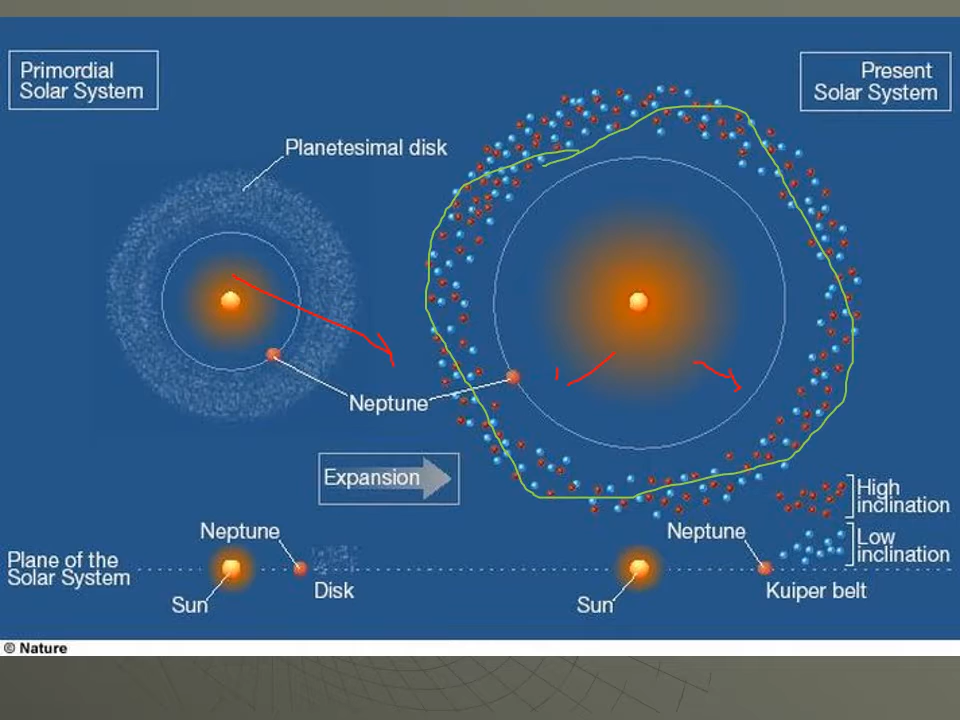 Primordial
Solar System
Present
Solar System
Planetesimal disk
Neptune
Expansion
High
inclination
Low
inclination
Neptune
Neptune
Plane of the
Solar System
Sun
Disk
Sun
Kuiper belt
© Nature